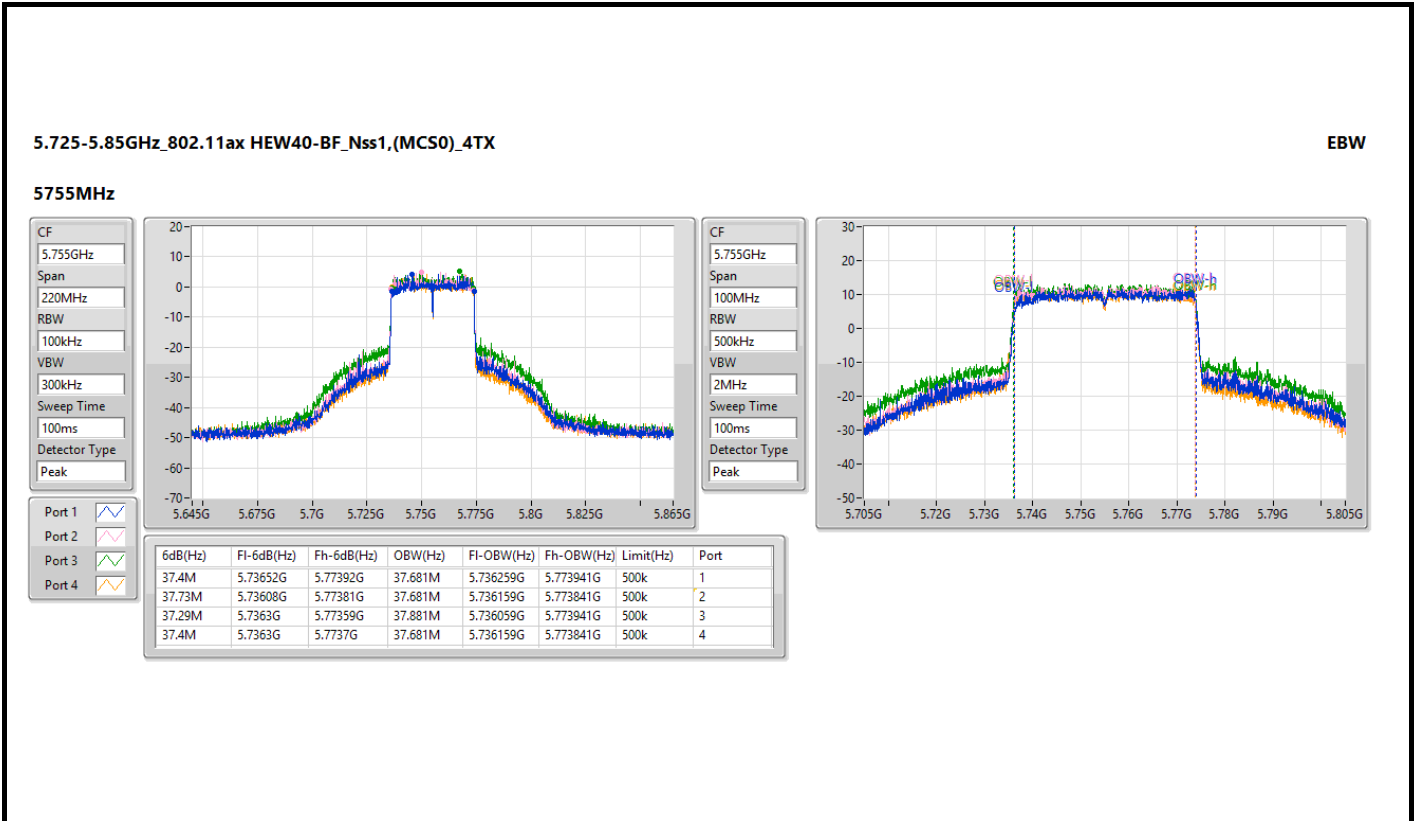 5.725-5.85GHz_802.11ax HEW40-BF_Nss1,(MCS0)_4TX
EBW
5755MHz
CF
5.755GHz
Span
220MHz
RBW
100kHz
VBW
300kHz
Sweep Time
100ms
Detector Type
Peak
20
10
0
-10
-20
-30
-40
-50
-60
-70
5.645G 5.675G 5.7G 5.725G 5.75G 5.775G 5.8G 5.825G 5.865G
CF
5.755GHz
Span
100MHz
RBW
500kHz
VBW
2MHz
Sweep Time
100ms
Detector Type
Peak
30
20
10
0
-10
-20
-30
-40
-50
OBW-h
5.705G 5.72G 5.73G 5.74G 5.75G 5.76G 5.77G 5.78G 5.79G 5.805G
Port 1
Port 2
Port 3
Port 4
6dB(Hz) Fl-6dB(Hz) Fh-6dB(Hz) OBW(Hz) Fl-OBW(Hz) Fh-OBW(Hz) Limit(Hz) Port
37.4M 5.73652G 5.77392G 37.681M 5.736259G 5.773941G 500k 1
37.73M 5.73608G 5.77381G 37.681M 5.736159G 5.773841G 500k 2
37.29M 5.7363G 5.77359G 37.881M 5.736059G 5.773941G 500k 3
37.4M 5.7363G 5.7737G 37.681M 5.736159G 5.773841G 500k 4